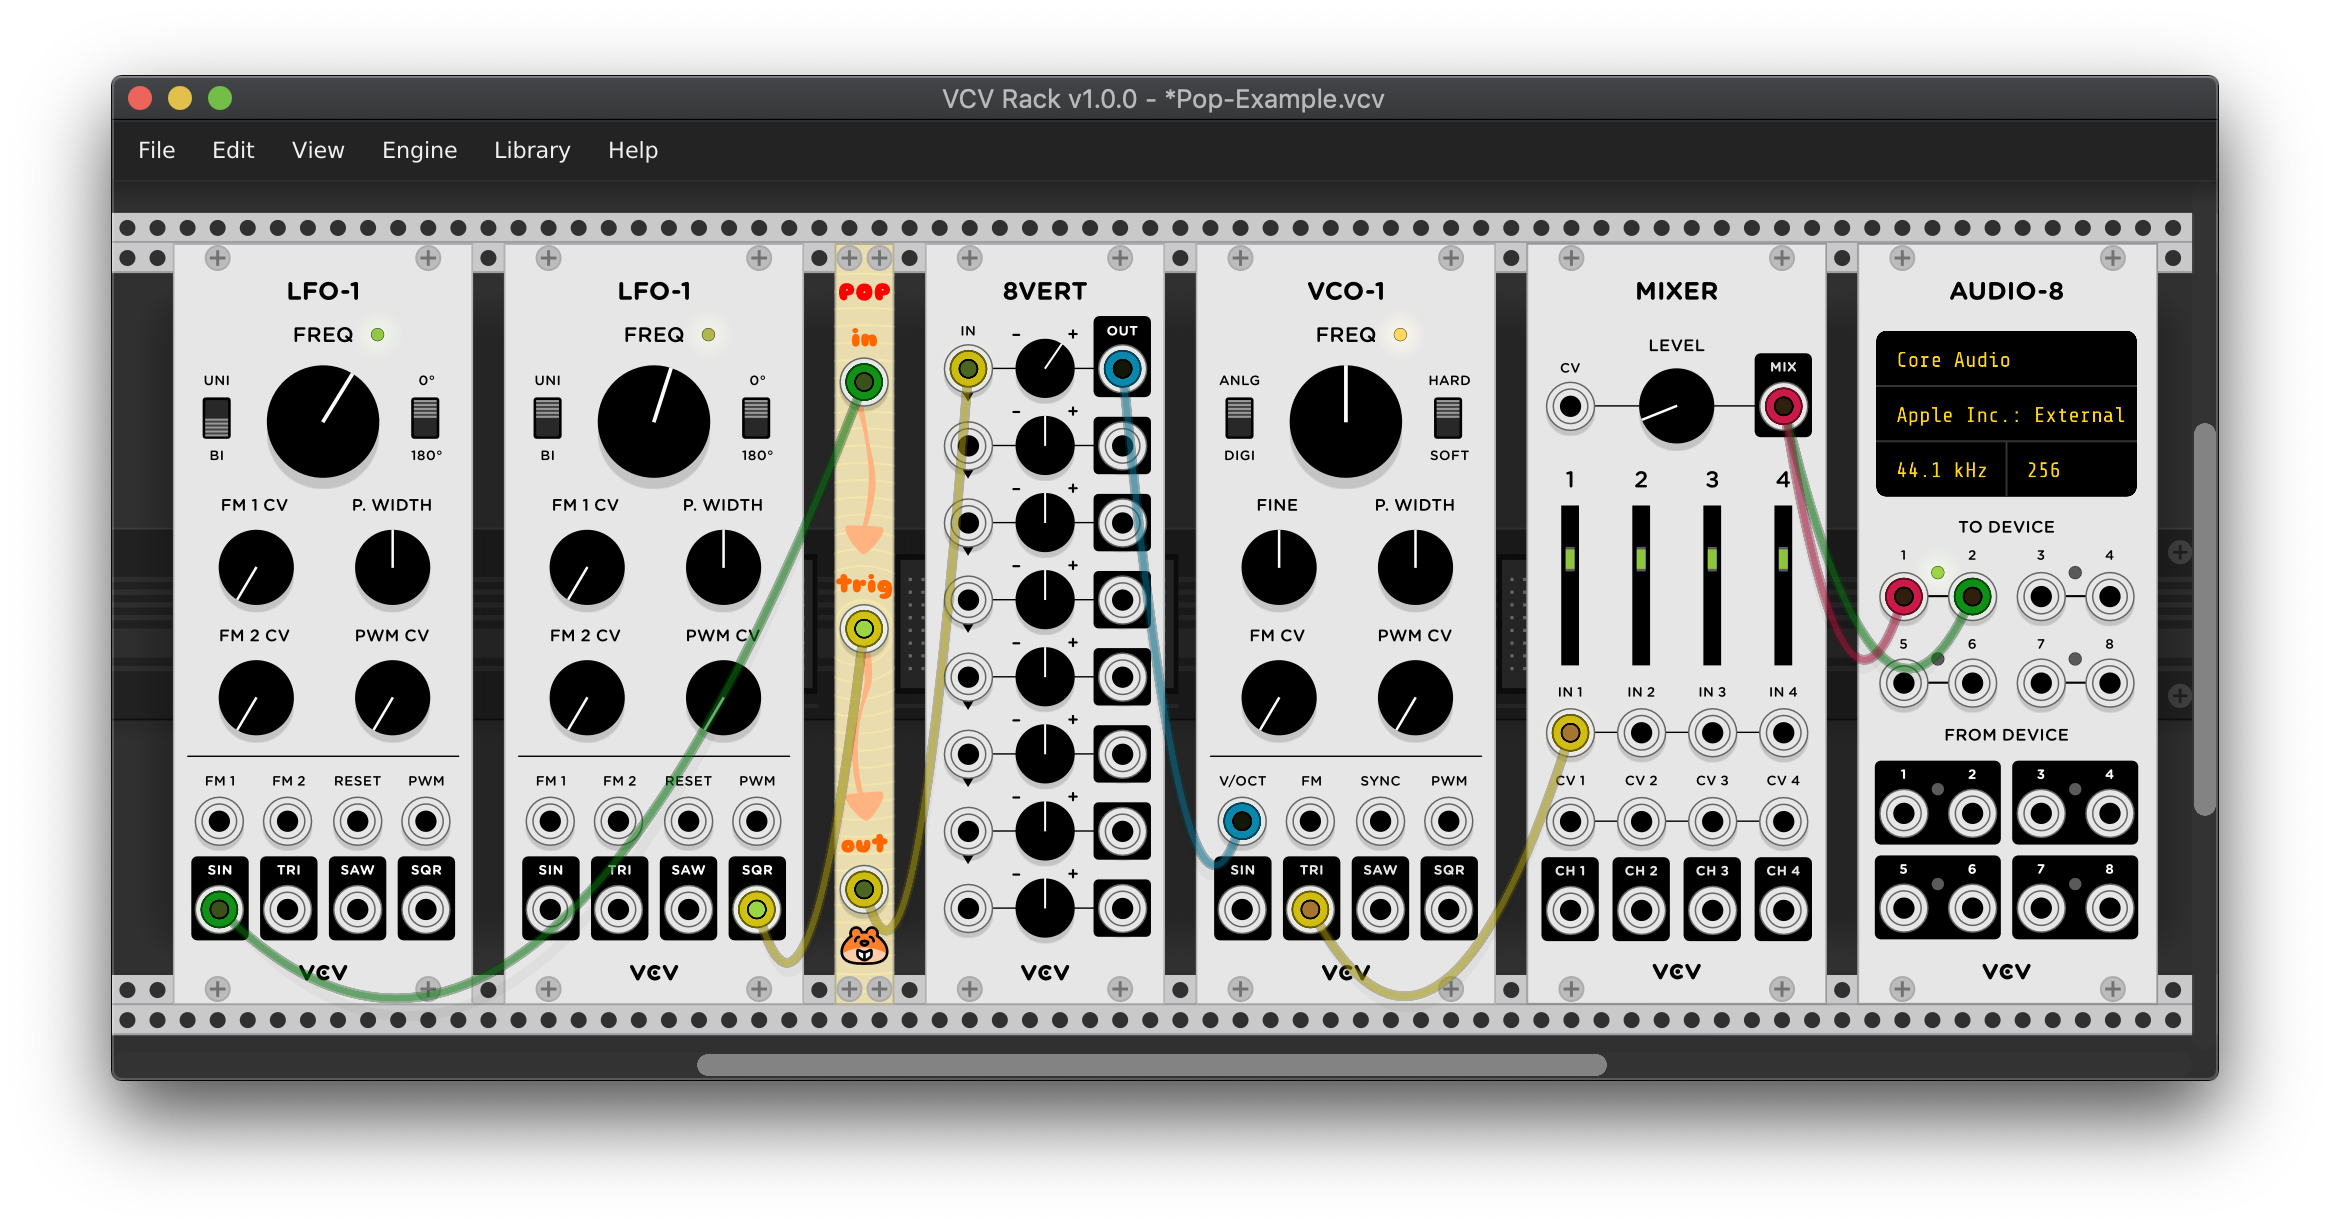 VCV Rack v1.0.0 - *Pop-Example.vcv
File Edit View Engine Library Help
LFO-1
FREQ
UNI 0°
BI 180°
FM 1 CV P. WIDTH
FM 2 CV PWM CV
FM 1 FM 2 RESET PWM
SIN TRI SAW SQR
VCV
LFO-1
FREQ
UNI 0°
BI 180°
FM 1 CV P. WIDTH
FM 2 CV PWM CV
FM 1 FM 2 RESET PWM
SIN TRI SAW SQR
VCV
POP
in
trig
out
8VERT
IN - + OUT
- +
- +
- +
- +
- +
- +
- +
VCV
VCO-1
FREQ
ANLG HARD
DIGI SOFT
FINE P. WIDTH
FM CV PWM CV
V/OCT FM SYNC PWM
SIN TRI SAW SQR
VCV
MIXER
LEVEL
CV MIX
1 2 3 4
IN 1 IN 2 IN 3 IN 4
CV 1 CV 2 CV 3 CV 4
CH 1 CH 2 CH 3 CH 4
VCV
AUDIO-8
Core Audio
Apple Inc.: External
44.1 kHz 256
TO DEVICE
1 2 3 4
5 6 7 8
FROM DEVICE
1 2 3 4
5 6 7 8
VCV